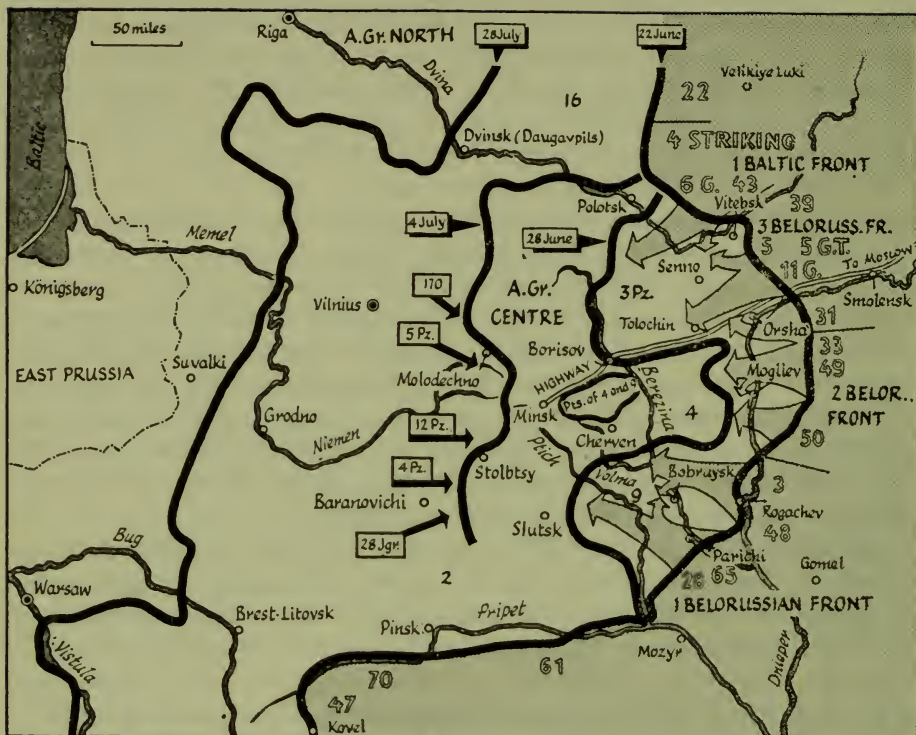 50 miles
Riga
A.Gr. NORTH
28 July
22 June
Velikiye Luki
22
Dvina
16
Baltic
Dvinsk (Daugavpils)
4 STRIKING
1 BALTIC FRONT
6 G.
43
Vitebsk
39
Polotsk
4 July
28 June
3 BELORUSS. FR.
5
5 G.T.
11 G.
To Moscow
Memel
Senno
Königsberg
170
A.Gr.
CENTRE
3 Pz.
Smolensk
Vilnius
Tolochin
Orsha
31
5 Pz.
Borisov
33
49
EAST PRUSSIA
Suvalki
Molodechno
HIGHWAY
Mogilev
Minsk
Pts. of 4 and 9
Berezina
4
2 BELOR..
FRONT
Grodno
12 Pz.
Cherven
50
Niemen
Ptich
Stolbtsy
Volma
Bobruysk
4 Pz.
9
3
Baranovichi
Slutsk
Rogachev
48
28 Jgr.
Bug
Parichi
65
28
Gomel
Warsaw
2
1 BELORUSSIAN FRONT
Brest-Litovsk
Pinsk
Pripet
Vistula
61
Mozyr
Dnieper
70
47
Kovel